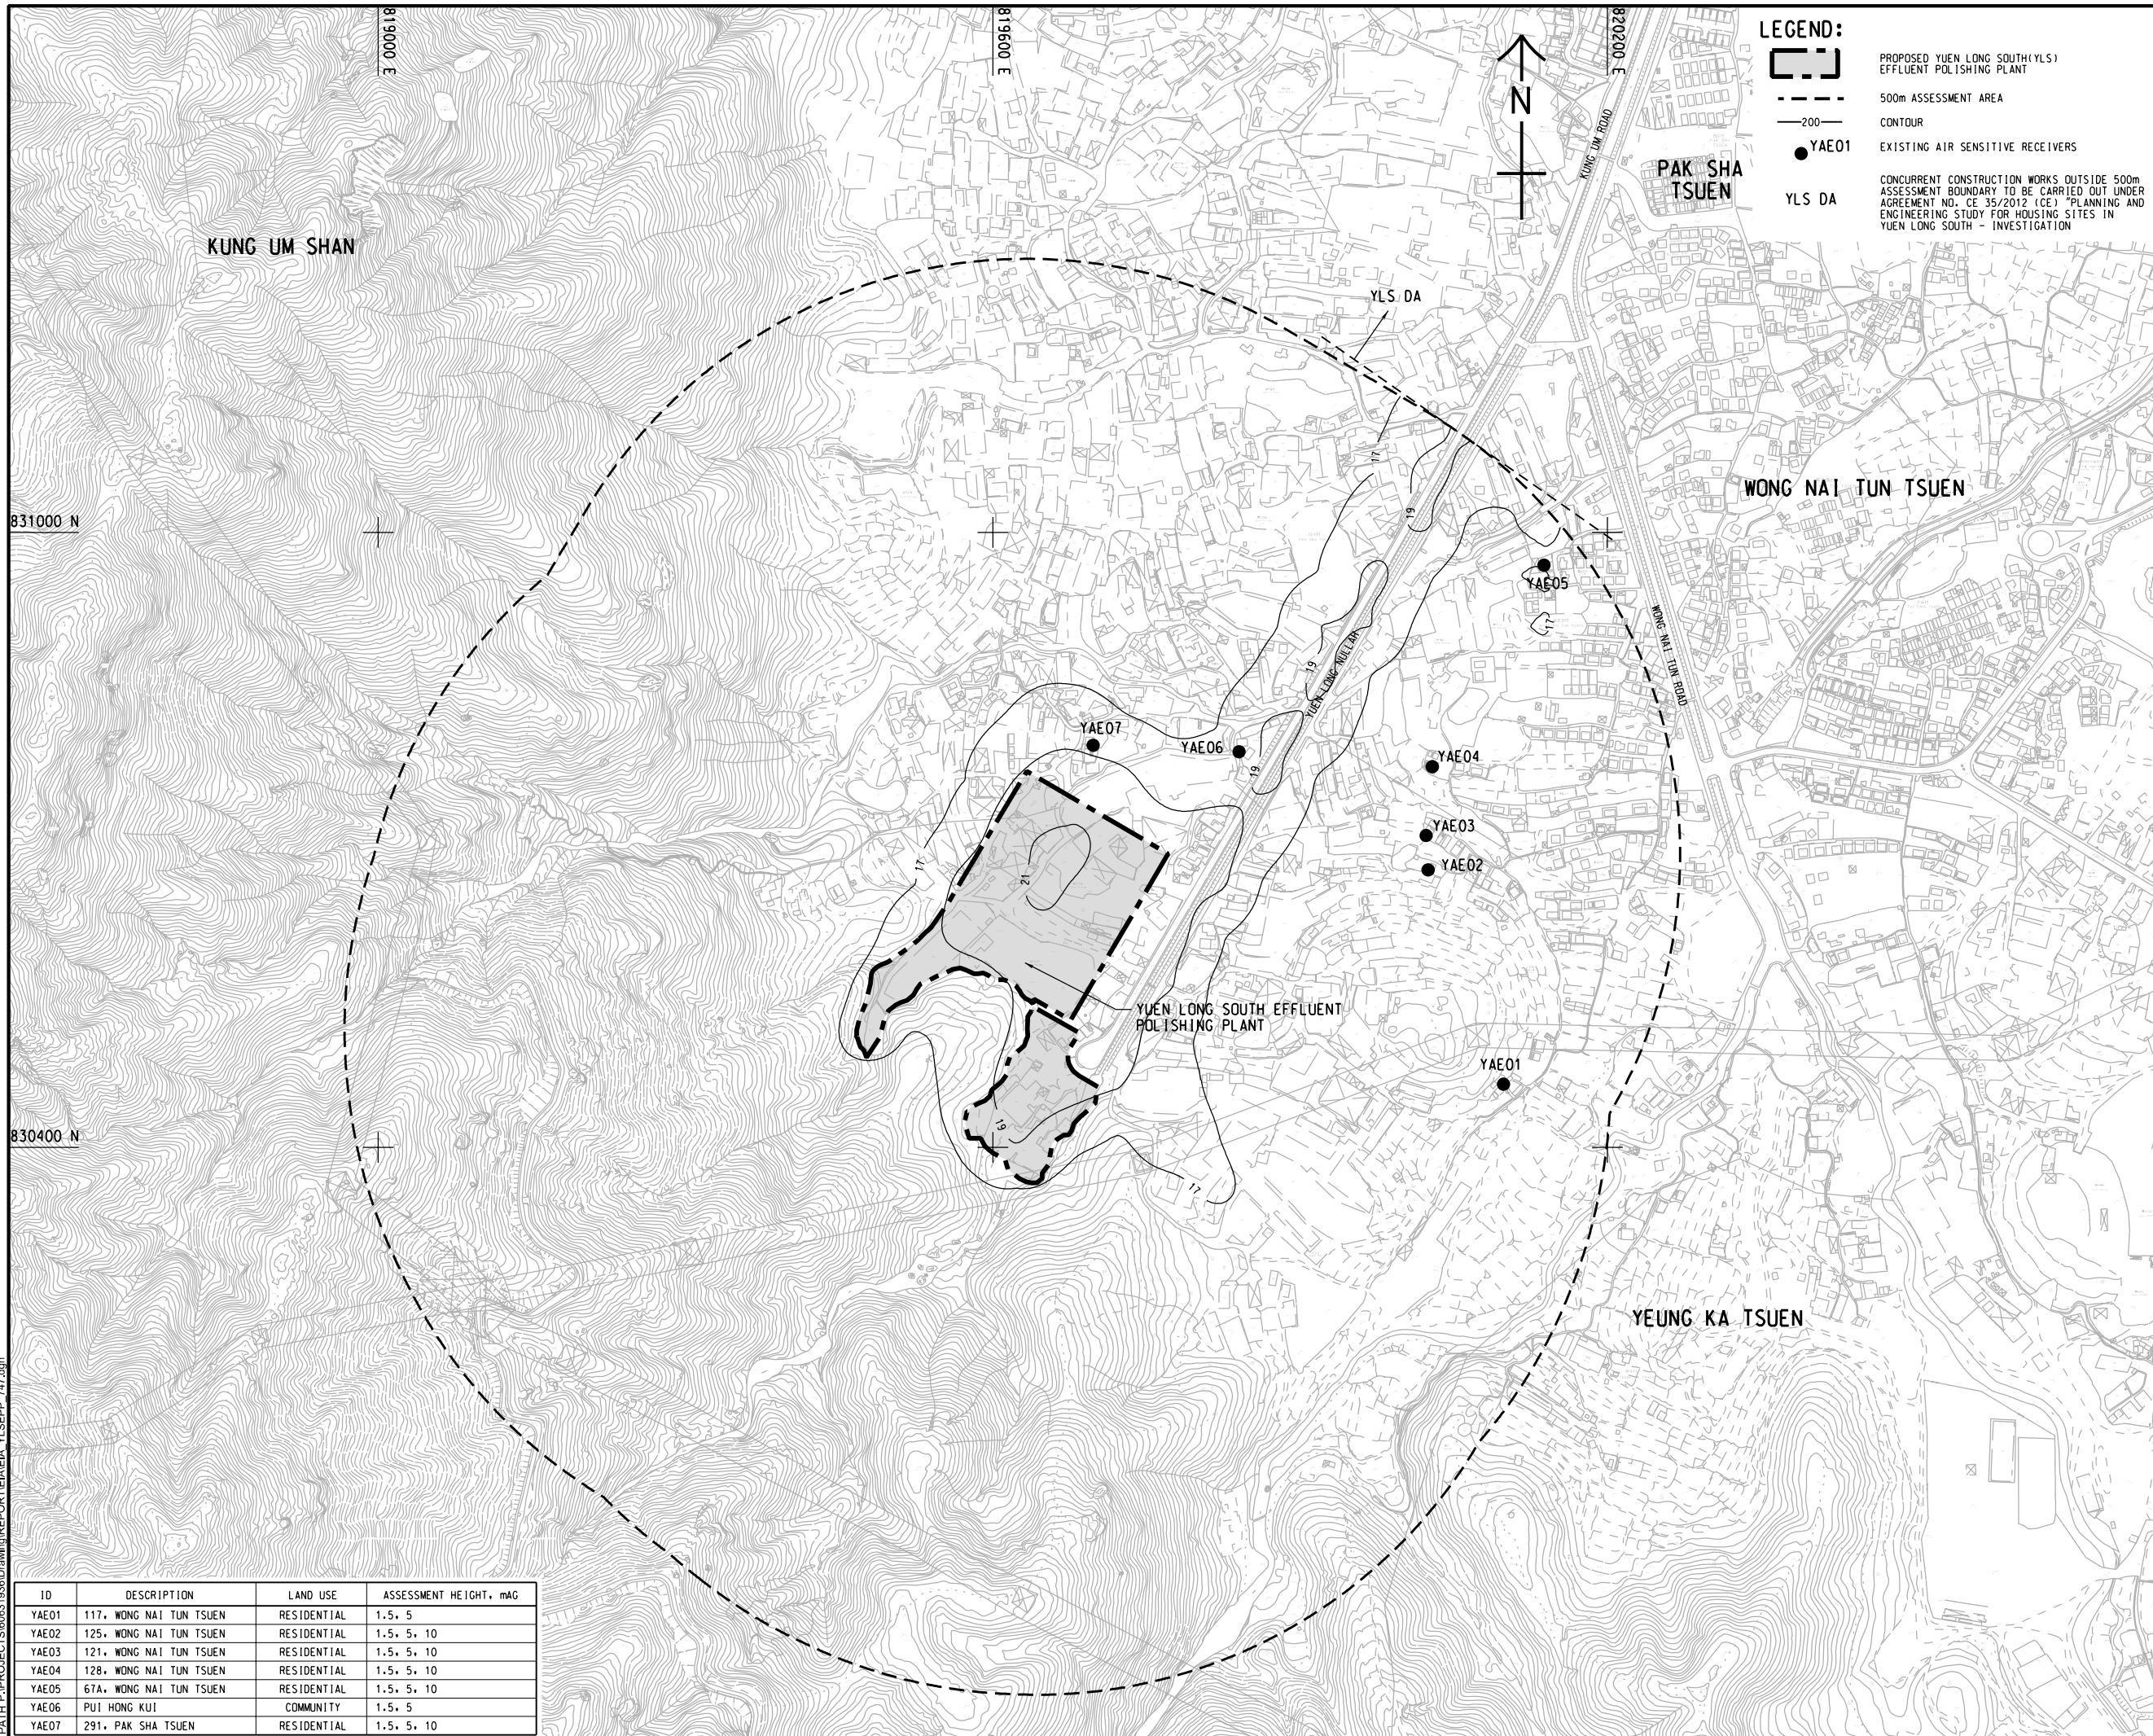 819000 E
819600 E
820200 E
LEGEND:
PROPOSED YUEN LONG SOUTH(YLS)
EFFLUENT POLISHING PLANT
500m ASSESSMENT AREA
200
CONTOUR
YAE01
EXISTING AIR SENSITIVE RECEIVERS
YLS DA
CONCURRENT CONSTRUCTION WORKS OUTSIDE 500m
ASSESSMENT BOUNDARY TO BE CARRIED OUT UNDER
AGREEMENT NO. CE 35/2012 (CE) "PLANNING AND
ENGINEERING STUDY FOR HOUSING SITES IN
YUEN LONG SOUTH - INVESTIGATION
N
KUNG UM ROAD
PAK SHA
TSUEN
KUNG UM SHAN
YLS DA
17
19
WONG NAI TUN TSUEN
831000 N
YAE05
17
WONG NAI TUN ROAD
19
YUEN LONG NULLAH
YAE07
YAE06
19
YAE04
YAE03
YAE02
17
21
YUEN LONG SOUTH EFFLUENT
POLISHING PLANT
YAE01
19
830400 N
17
YEUNG KA TSUEN
ID DESCRIPTION LAND USE ASSESSMENT HEIGHT, mAG
YAE01 117, WONG NAI TUN TSUEN RESIDENTIAL 1.5, 5
YAE02 125, WONG NAI TUN TSUEN RESIDENTIAL 1.5, 5, 10
YAE03 121, WONG NAI TUN TSUEN RESIDENTIAL 1.5, 5, 10
YAE04 128, WONG NAI TUN TSUEN RESIDENTIAL 1.5, 5, 10
YAE05 67A, WONG NAI TUN TSUEN RESIDENTIAL 1.5, 5, 10
YAE06 PUI HONG KUI COMMUNITY 1.5, 5
YAE07 291, PAK SHA TSUEN RESIDENTIAL 1.5, 5, 10